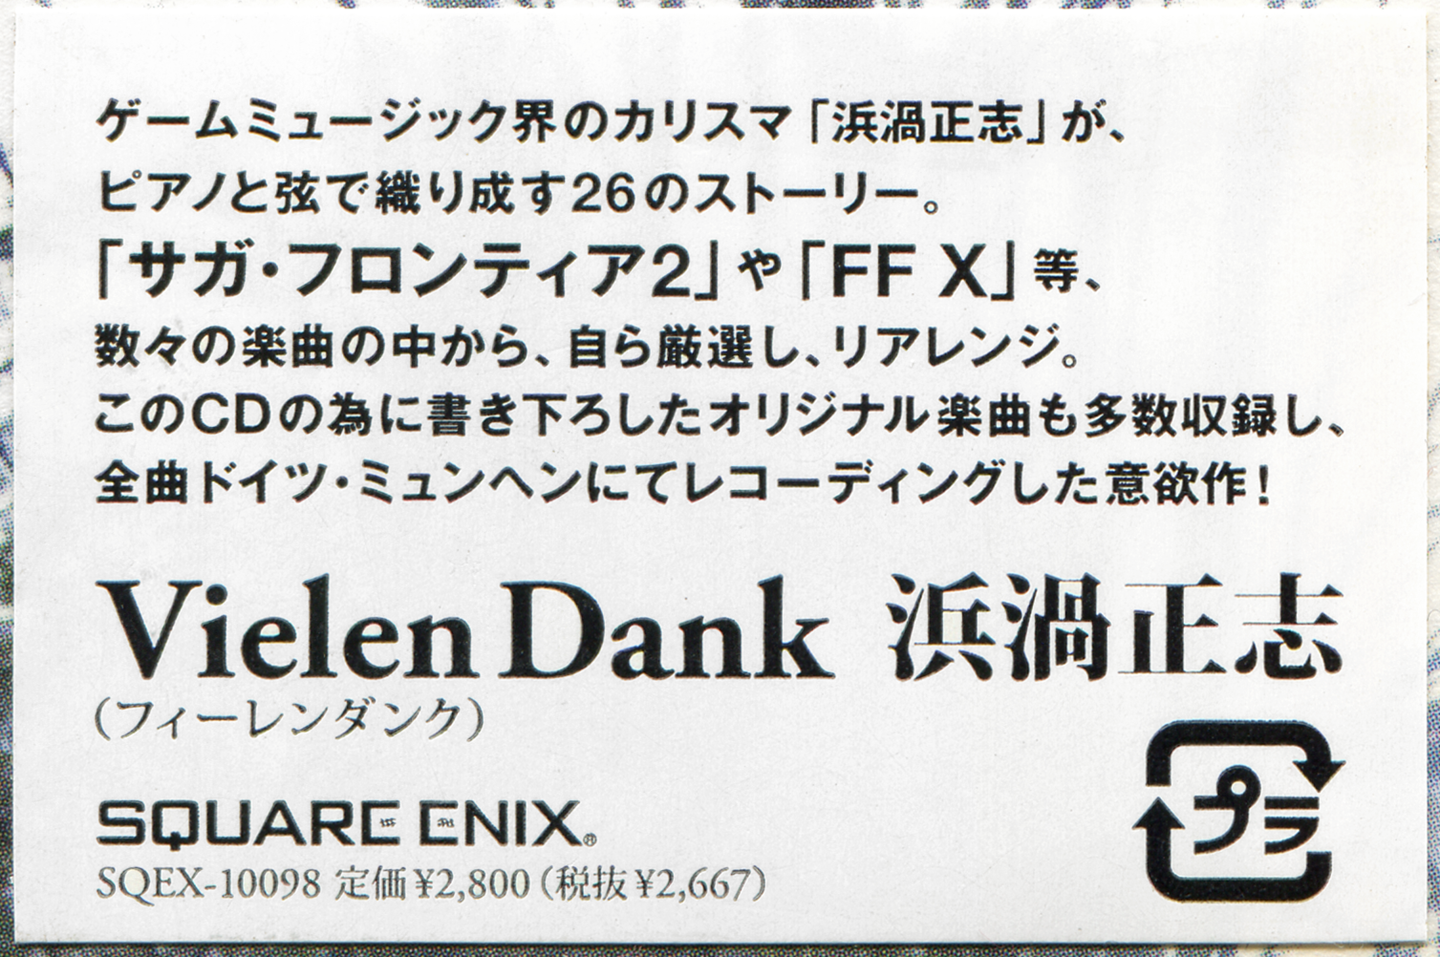 ゲームミュージック界のカリスマ「浜渦正志」が、
ピアノと弦で織り成す26のストーリー。
「サガ・フロンティア2」や「FF X」等、
数々の楽曲の中から、自ら厳選し、リアレンジ。
このCDの為に書き下ろしたオリジナル楽曲も多数収録し、
全曲ドイツ・ミュンヘンにてレコーディングした意欲作!
Vielen Dank 浜渦正志
(フィーレンダンク)
プラ
SQUARE ENIX®
SQEX-10098 定価¥2,800(税抜¥2,667)